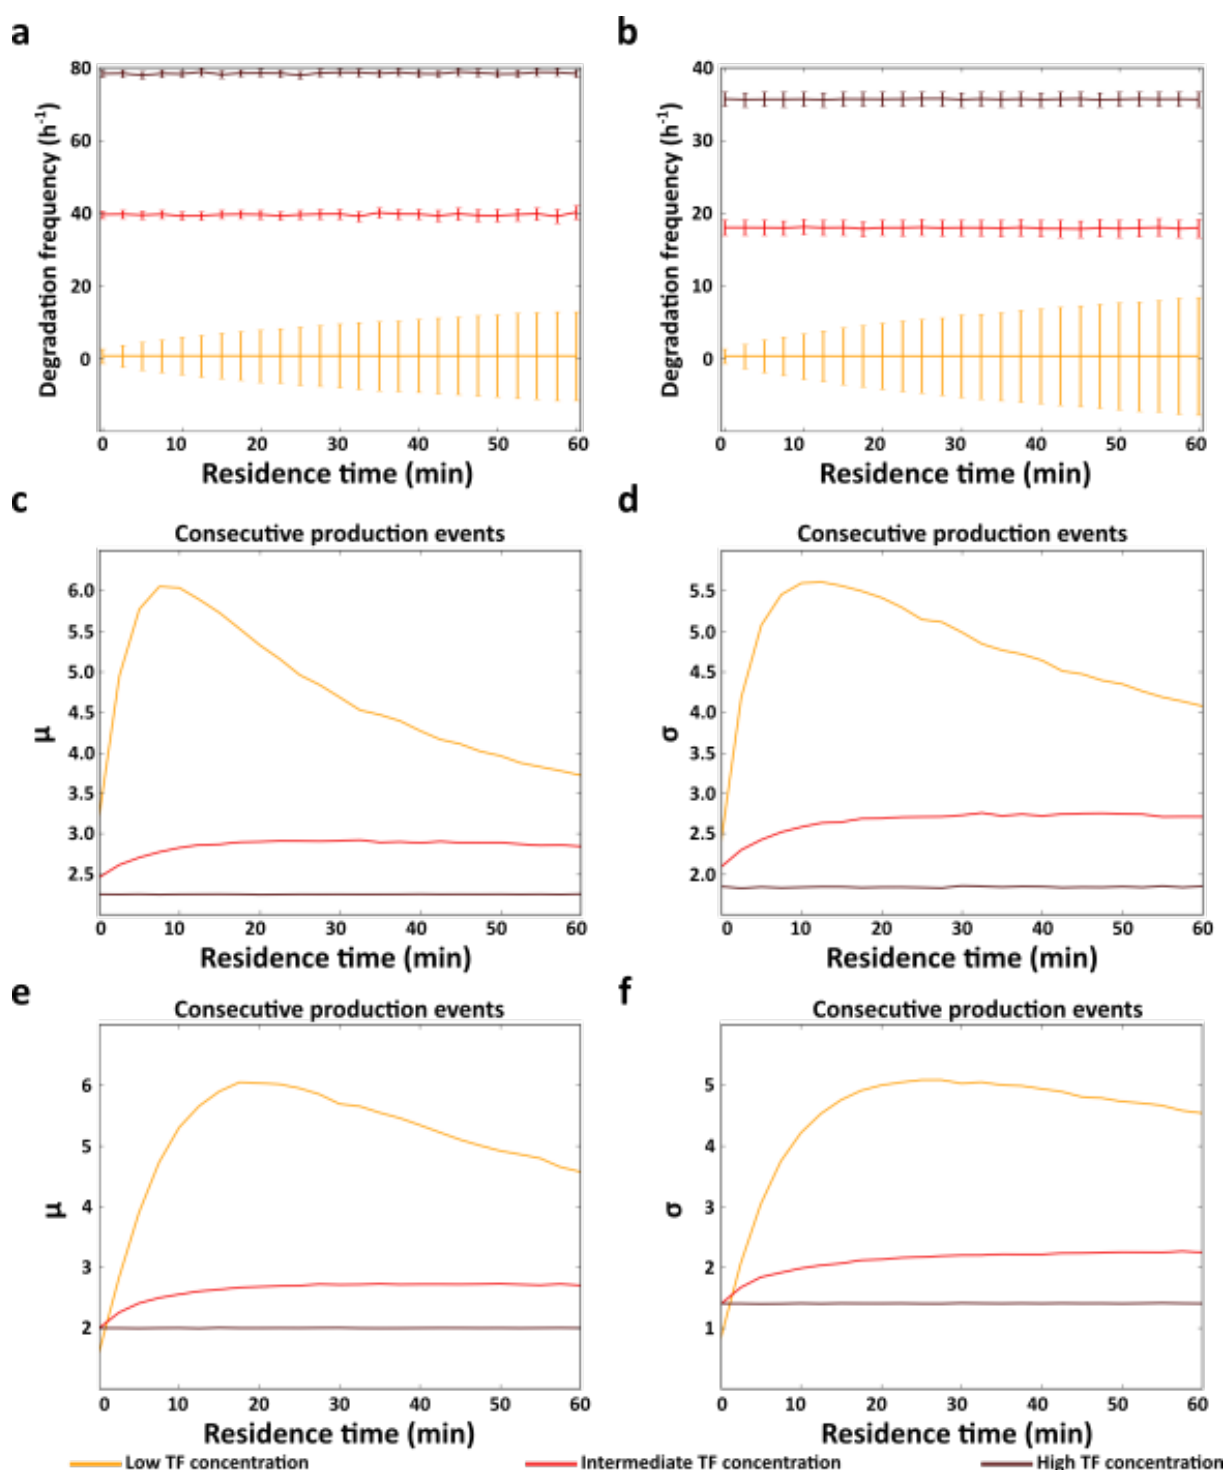 a
b
Degradation frequency (h-1)
80
60
40
20
0
0 10 20 30 40 50 60
Residence time (min)
Degradation frequency (h-1)
40
30
20
10
0
0 10 20 30 40 50 60
Residence time (min)
c
d
Consecutive production events
μ
6.0
5.5
5.0
4.5
4.0
3.5
3.0
2.5
0 10 20 30 40 50 60
Residence time (min)
Consecutive production events
σ
5.5
5.0
4.5
4.0
3.5
3.0
2.5
2.0
0 10 20 30 40 50 60
Residence time (min)
e
f
Consecutive production events
μ
6
5
4
3
2
0 10 20 30 40 50 60
Residence time (min)
Consecutive production events
σ
5
4
3
2
1
0 10 20 30 40 50 60
Residence time (min)
Low TF concentration
Intermediate TF concentration
High TF concentration